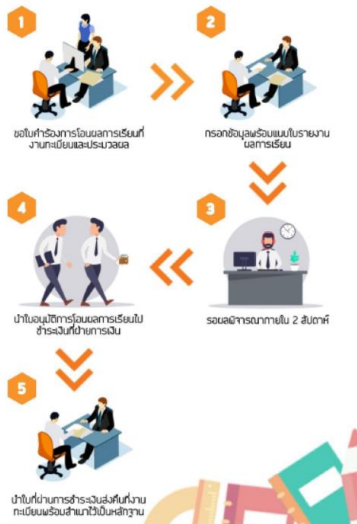 1
ขอใบคำร้องการโอนผลการเรียนที่
งานทะเบียนและประมวลผล
2
กรอกข้อมูลพร้อมแนบใบรายงาน
ผลการเรียน
3
รอผลพิจารณาภายใน 2 สัปดาห์
4
นำใบอนุมัติการโอนผลการเรียนไป
ชำระเงินที่ฝ่ายการเงิน
5
นำใบที่ผ่านการชำระเงินส่งคืนที่งาน
ทะเบียนพร้อมสำเนาไว้เป็นหลักฐาน